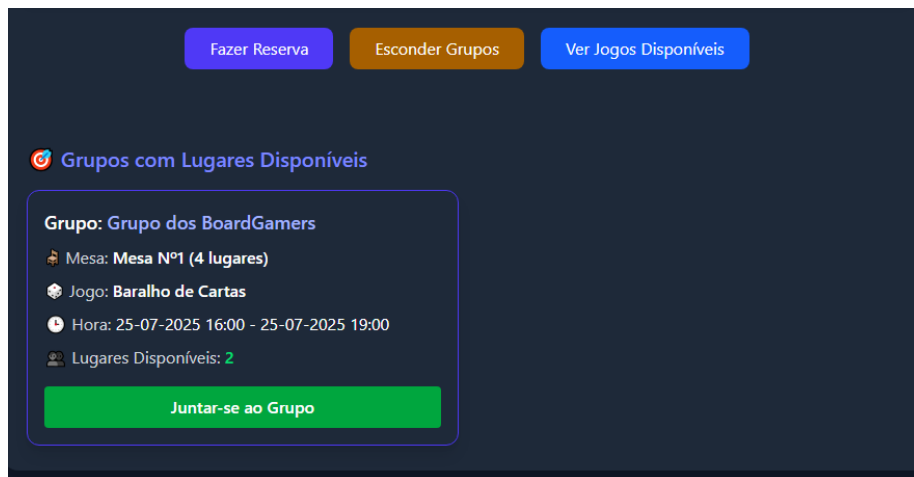 Fazer Reserva
Esconder Grupos
Ver Jogos Disponíveis
Grupos com Lugares Disponíveis
Grupo: Grupo dos BoardGamers
Mesa: Mesa Nº1 (4 lugares)
Jogo: Baralho de Cartas
Hora: 25-07-2025 16:00 - 25-07-2025 19:00
Lugares Disponíveis: 2
Juntar-se ao Grupo